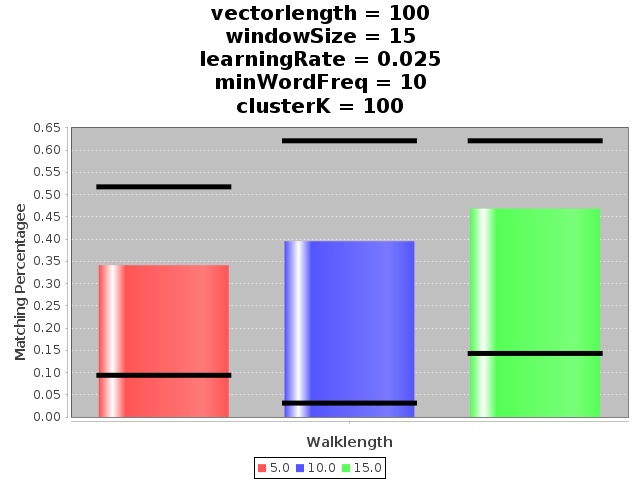 vectorlength = 100
windowSize = 15
learningRate = 0.025
minWordFreq = 10
clusterK = 100
0.65
0.60
0.55
0.50
0.45
0.40
0.35
0.30
0.25
0.20
0.15
0.10
0.05
0.00
Matching Percentagee
Walklength
5.0 10.0 15.0